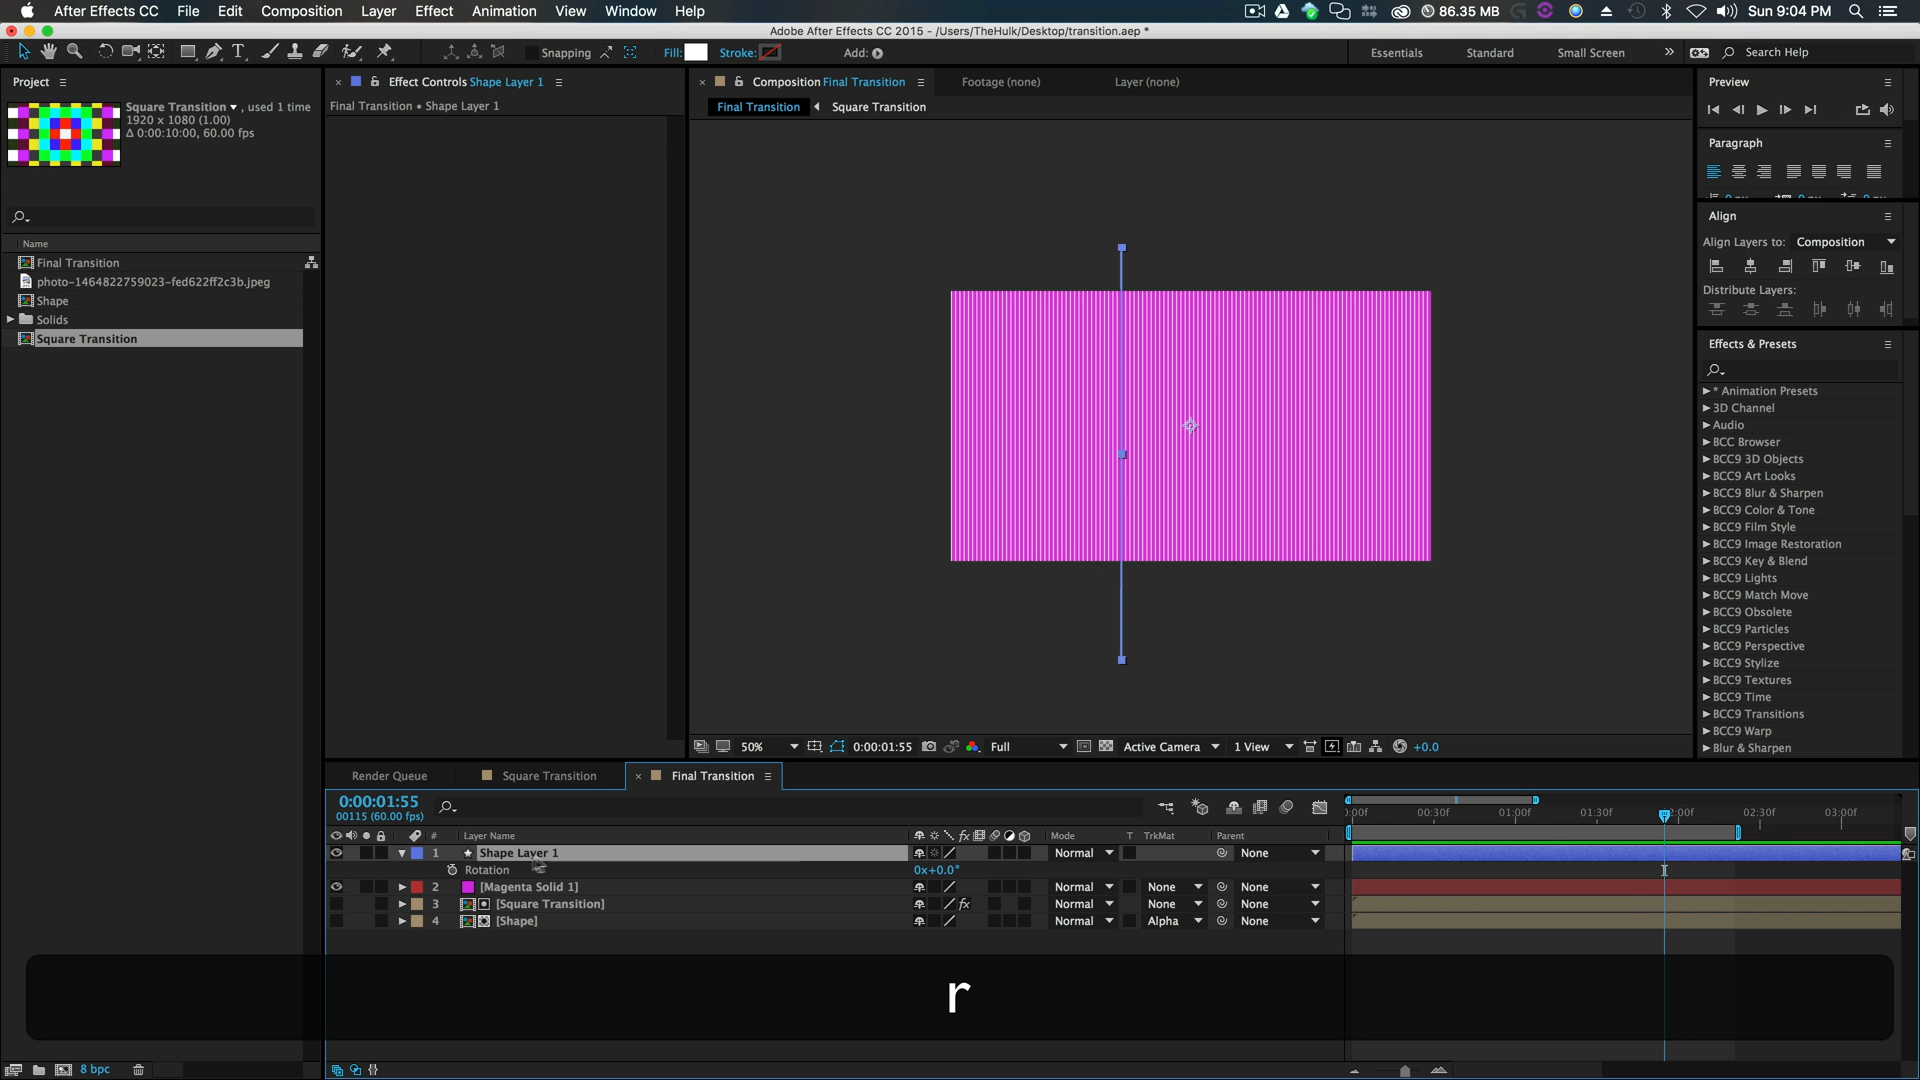 After Effects CC File Edit Composition Layer Effect Animation View Window Help 86.35 MB Sun 9:04 PM
Adobe After Effects CC 2015 - /Users/TheHulk/Desktop/transition.aep *
Snapping Fill: Stroke: Add: Essentials Standard Small Screen Search Help
Project
Square Transition , used 1 time
1920 x 1080 (1.00)
Δ 0:00:10:00, 60.00 fps
Name
Final Transition
photo-1464822759023-fed622ff2c3b.jpeg
Shape
Solids
Square Transition
8 bpc
Effect Controls Shape Layer 1
Final Transition • Shape Layer 1
Composition Final Transition Footage (none) Layer (none)
Final Transition Square Transition
50% 0:00:01:55 Full Active Camera 1 View +0.0
Preview
Paragraph
Align
Align Layers to: Composition
Distribute Layers:
Effects & Presets
* Animation Presets
3D Channel
Audio
BCC Browser
BCC9 3D Objects
BCC9 Art Looks
BCC9 Blur & Sharpen
BCC9 Color & Tone
BCC9 Film Style
BCC9 Image Restoration
BCC9 Key & Blend
BCC9 Lights
BCC9 Match Move
BCC9 Obsolete
BCC9 Particles
BCC9 Perspective
BCC9 Stylize
BCC9 Textures
BCC9 Time
BCC9 Transitions
BCC9 Warp
Blur & Sharpen
Render Queue Square Transition Final Transition
0:00:01:55
00115 (60.00 fps)
:00f 00:30f 01:00f 01:30f 2:00f 02:30f 03:00f
# Layer Name fx Mode T TrkMat Parent
1 Shape Layer 1 Normal None
Rotation 0x+0.0°
2 [Magenta Solid 1] Normal None None
3 [Square Transition] fx Normal None None
4 [Shape] Normal Alpha None
r